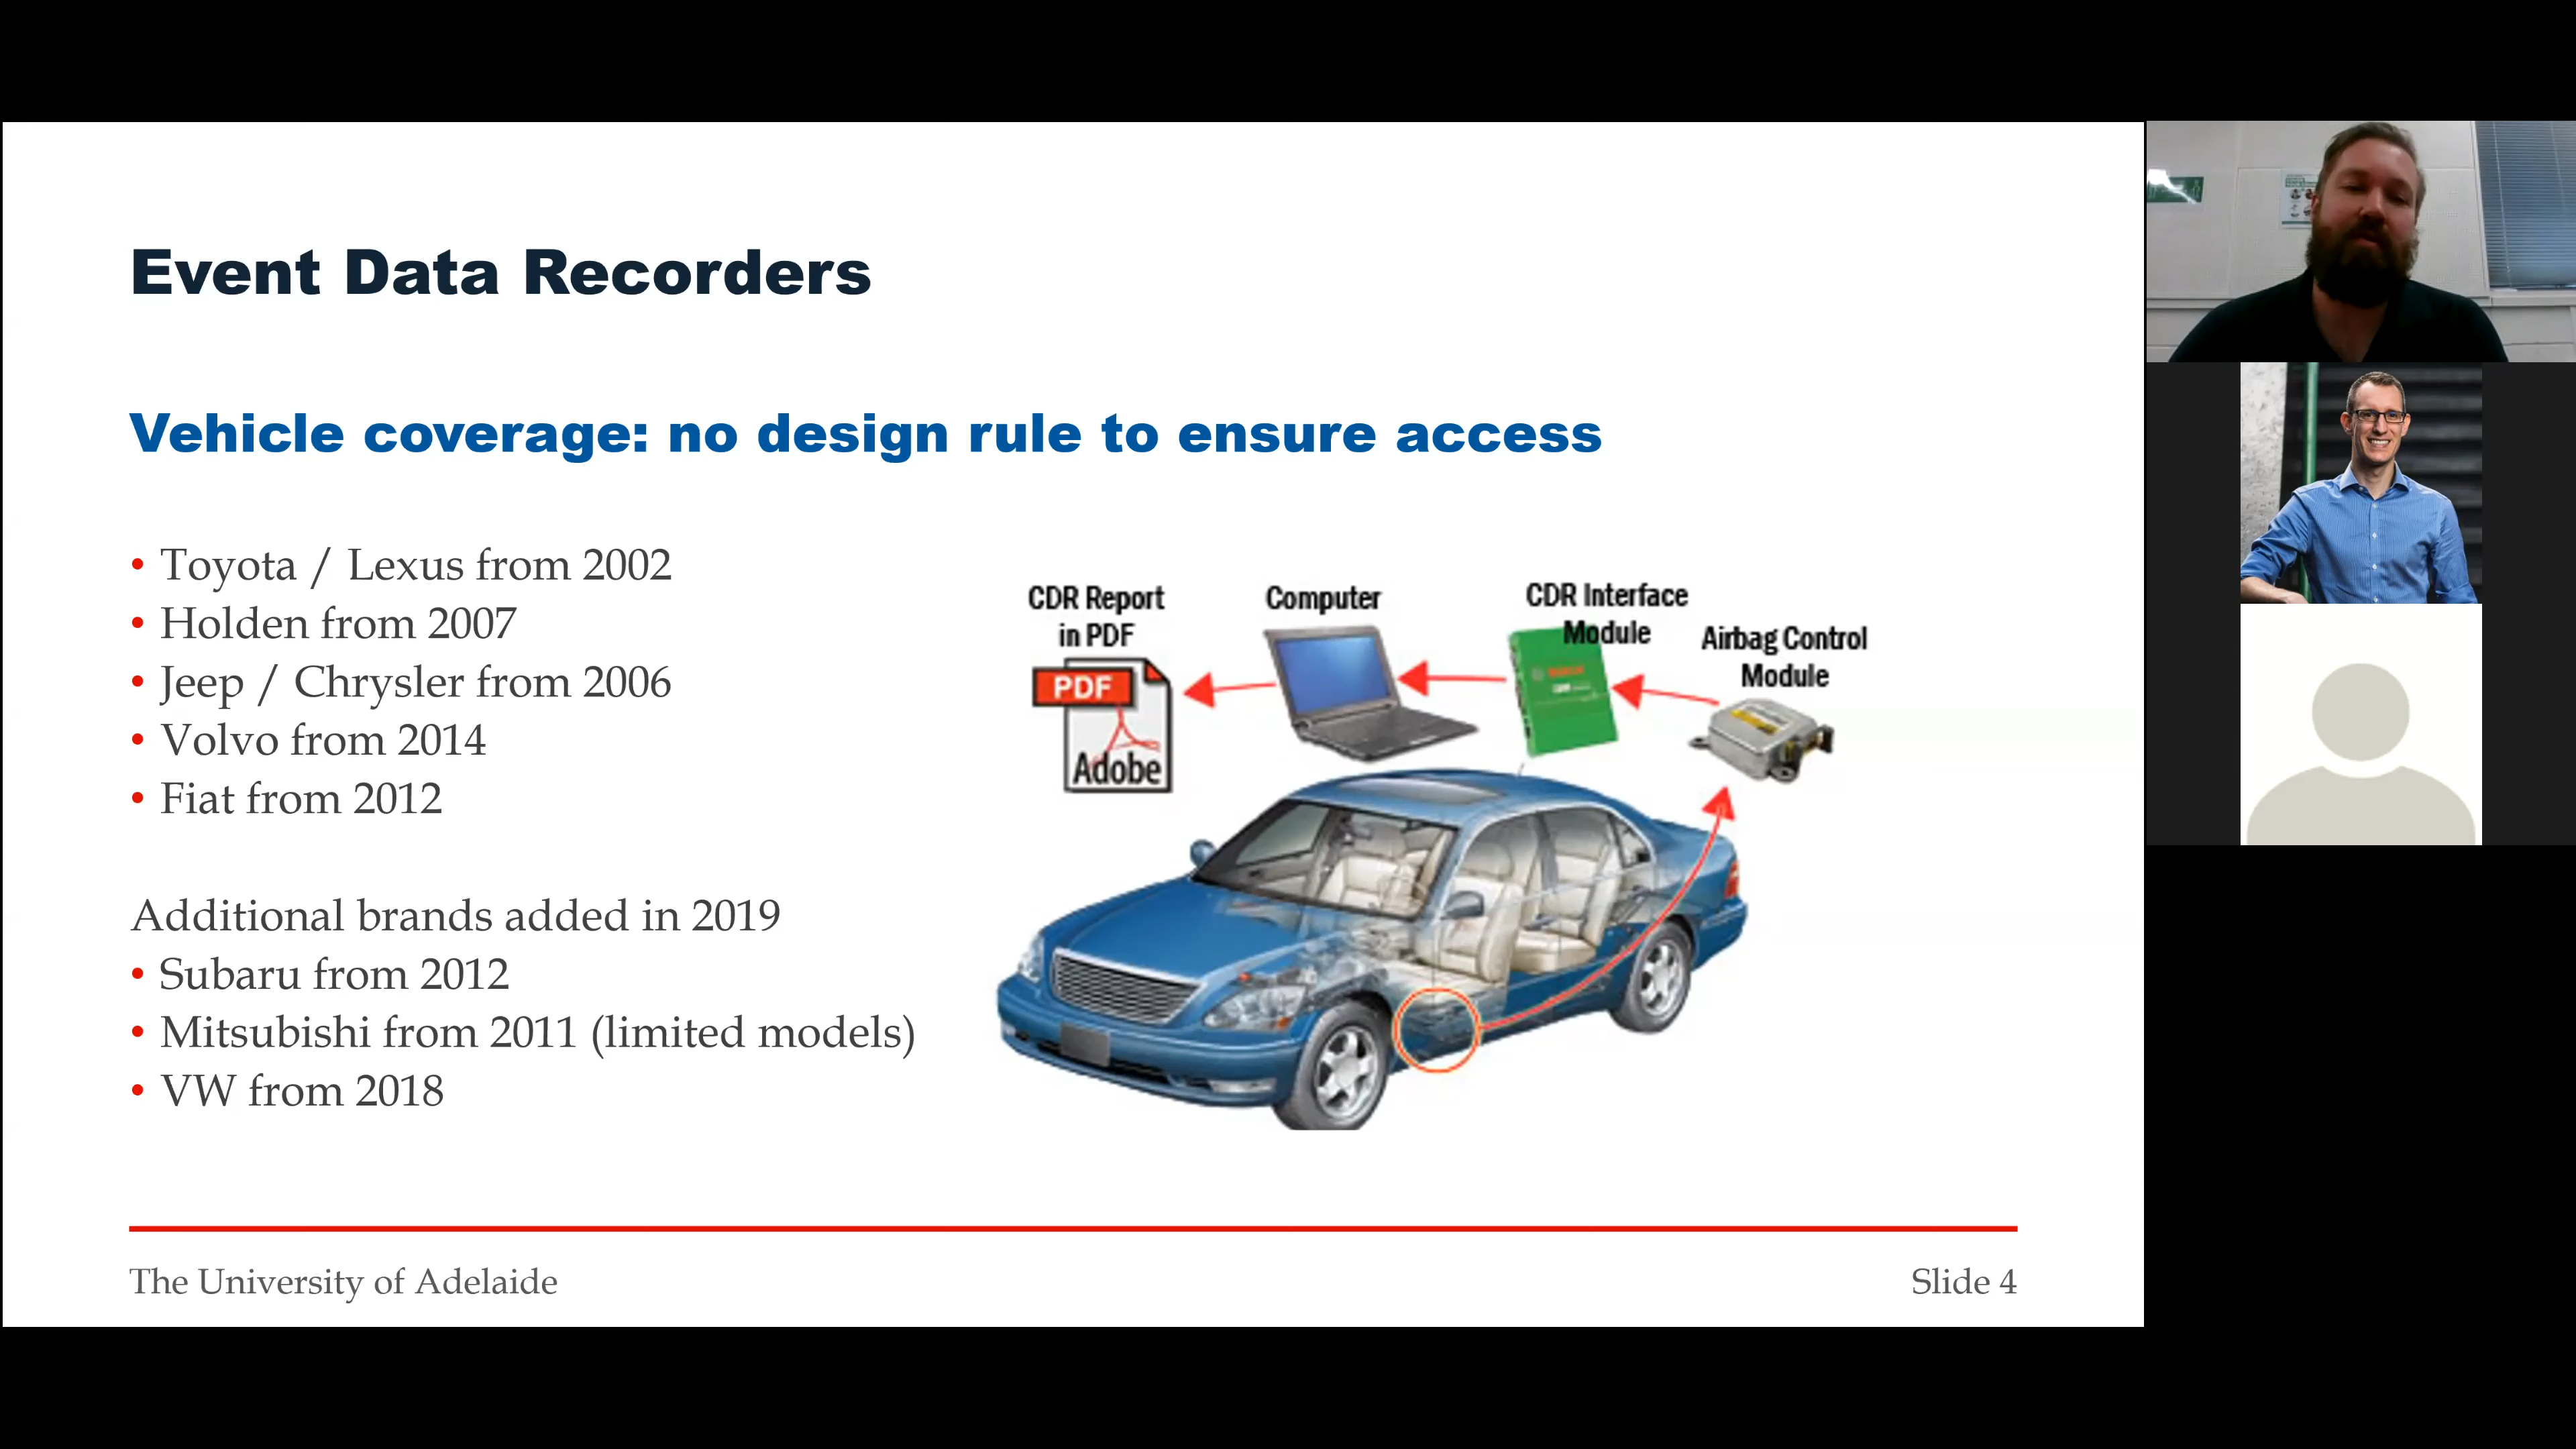 Event Data Recorders
Vehicle coverage: no design rule to ensure access
• Toyota / Lexus from 2002
• Holden from 2007
• Jeep / Chrysler from 2006
• Volvo from 2014
• Fiat from 2012
Additional brands added in 2019
• Subaru from 2012
• Mitsubishi from 2011 (limited models)
• VW from 2018
CDR Report
in PDF
PDF
Adobe
Computer
CDR Interface
Module
Airbag Control
Module
The University of Adelaide
Slide 4